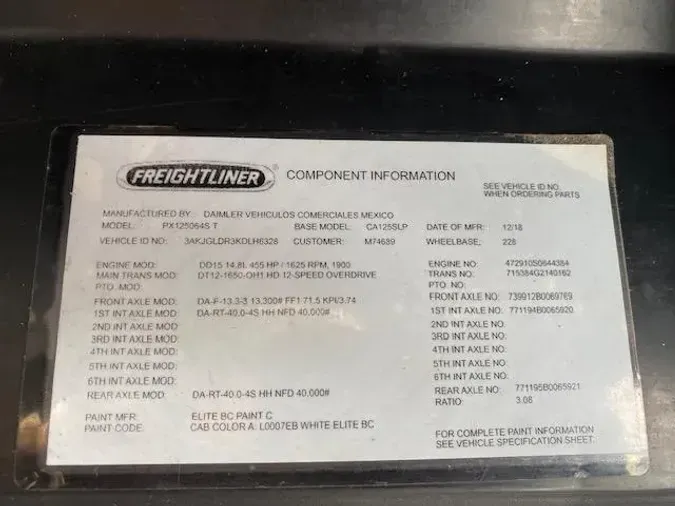 FREIGHTLINER® COMPONENT INFORMATION
SEE VEHICLE ID NO.
WHEN ORDERING PARTS
MANUFACTURED BY: DAIMLER VEHICULOS COMERCIALES MEXICO
MODEL: PX125064S T BASE MODEL: CA125SLP DATE OF MFR: 12/18
VEHICLE ID NO: 3AKJGLDR3KDLH6328 CUSTOMER: M74689 WHEELBASE: 228
ENGINE MOD: DD15 14.8L 455 HP / 1625 RPM, 1900 ENGINE NO: 472910S0644384
MAIN TRANS MOD: DT12-1650-OH1 HD 12-SPEED OVERDRIVE TRANS NO: 715384G2140162
PTO. MOD: PTO NO:
FRONT AXLE MOD: DA-F-13.3-3 13,300# FF1 71.5 KPI/3.74 FRONT AXLE NO: 739912B0069769
1ST INT AXLE MOD: DA-RT-40.0-4S HH NFD 40,000# 1ST INT AXLE NO: 771194B0065920
2ND INT AXLE MOD: 2ND INT AXLE NO:
3RD INT AXLE MOD: 3RD INT AXLE NO:
4TH INT AXLE MOD: 4TH INT AXLE NO:
5TH INT AXLE MOD: 5TH INT AXLE NO:
6TH INT AXLE MOD: 6TH INT AXLE NO:
REAR AXLE MOD: DA-RT-40.0-4S HH NFD 40,000# REAR AXLE NO: 771195B0065921
RATIO: 3.08
PAINT MFR: ELITE BC PAINT C
PAINT CODE: CAB COLOR A: L0007EB WHITE ELITE BC
FOR COMPLETE PAINT INFORMATION
SEE VEHICLE SPECIFICATION SHEET.